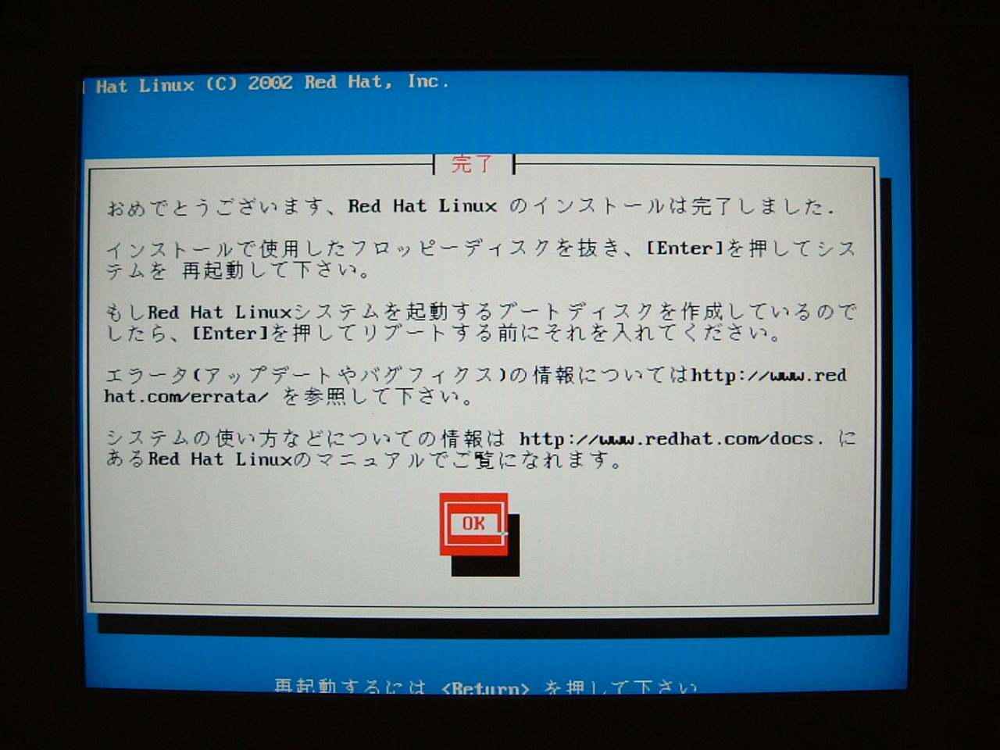 Hat Linux (C) 2002 Red Hat, Inc.
完了
おめでとうございます、Red Hat Linux のインストールは完了しました.
インストールで使用したフロッピーディスクを抜き、[Enter]を押してシス
テムを 再起動して下さい。
もしRed Hat Linuxシステムを起動するブートディスクを作成しているので
したら、[Enter]を押してリブートする前にそれを入れてください。
エラータ(アップデートやバグフィクス)の情報についてはhttp://www.red
hat.com/errata/ を参照して下さい。
システムの使い方などについての情報は http://www.redhat.com/docs. に
あるRed Hat Linuxのマニュアルでご覧になれます。
OK
再起動するには <Return> を押して下さい